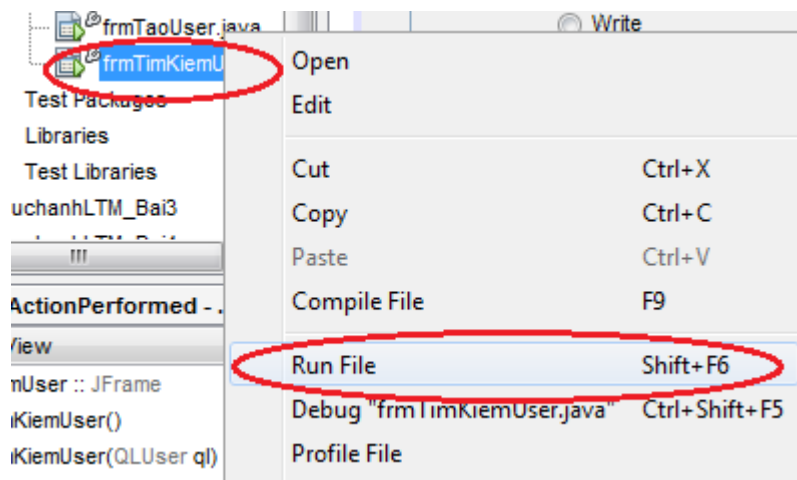 frmTaoUser.java
Write
frmTimKiemU
Open
Test Packages
Edit
Libraries
Test Libraries
Cut Ctrl+X
uchanhLTM_Bai3
Copy Ctrl+C
Paste Ctrl+V
ActionPerformed - .
Compile File F9
View
Run File Shift+F6
mUser :: JFrame
Debug "frmTimKiemUser.java" Ctrl+Shift+F5
nKiemUser()
nKiemUser(QLUser ql)
Profile File